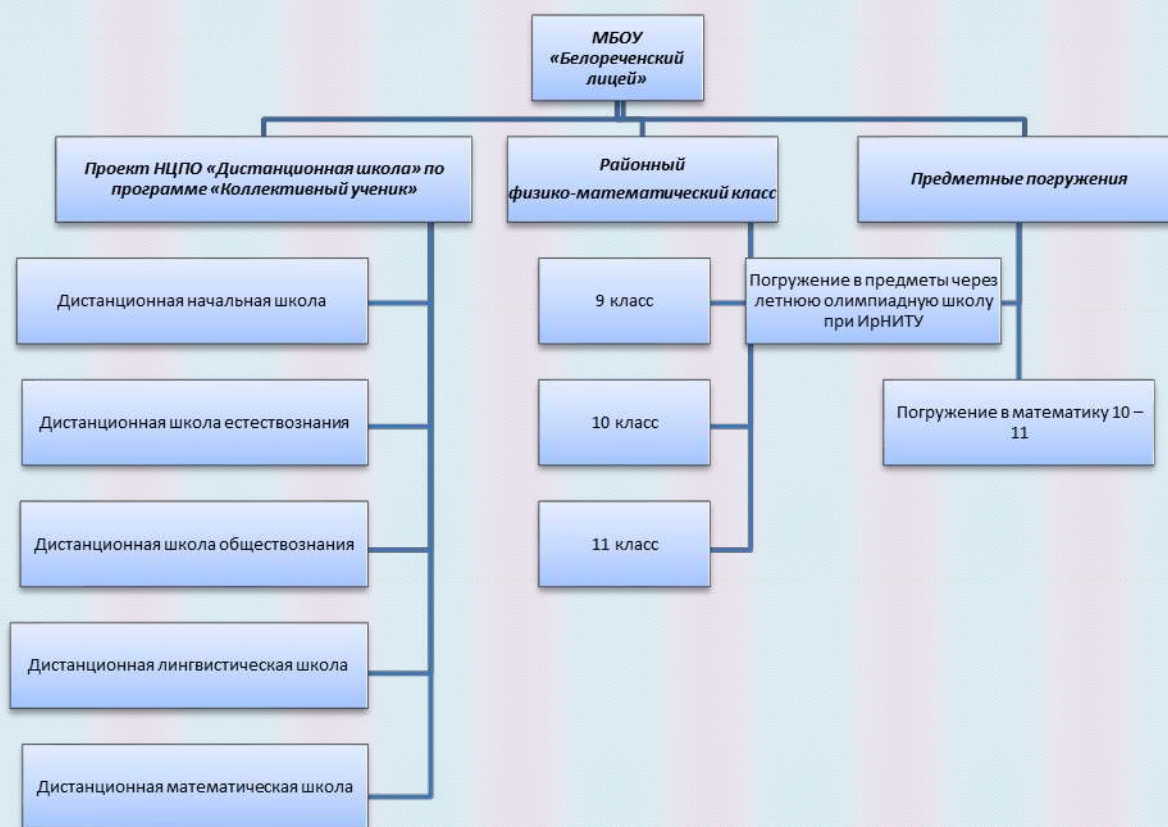 МБОУ
«Белореченский
лицей»
Проект НЦПО «Дистанционная школа» по
программе «Коллективный ученик»
Районный
физико-математический класс
Предметные погружения
Дистанционная начальная школа
Дистанционная школа естествознания
Дистанционная школа обществознания
Дистанционная лингвистическая школа
Дистанционная математическая школа
9 класс
10 класс
11 класс
Погружение в предметы через
летнюю олимпиадную школу
при ИрНИТУ
Погружение в математику 10 –
11